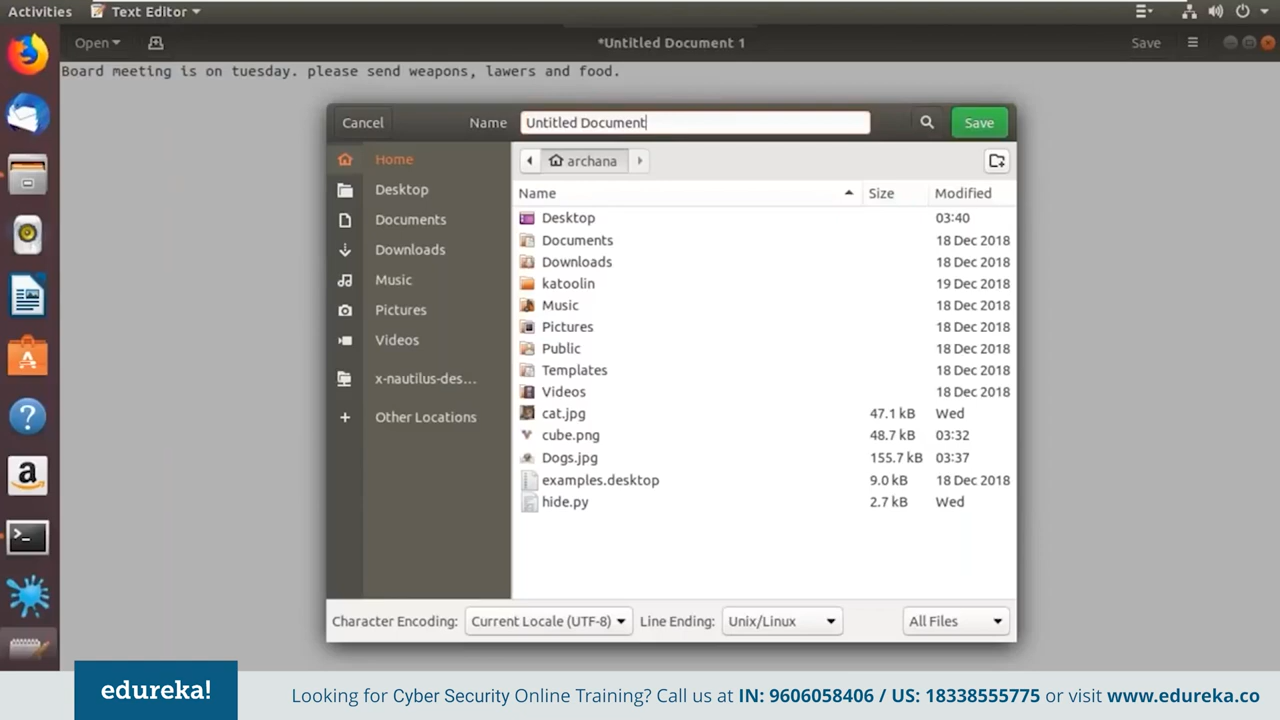 Activities Text Editor
Open *Untitled Document 1 Save
Board meeting is on tuesday. please send weapons, lawers and food.
Cancel Name Untitled Document Save
Home
Desktop
Documents
Downloads
Music
Pictures
Videos
x-nautilus-des...
Other Locations
archana
Name Size Modified
Desktop 03:40
Documents 18 Dec 2018
Downloads 18 Dec 2018
katoolin 19 Dec 2018
Music 18 Dec 2018
Pictures 18 Dec 2018
Public 18 Dec 2018
Templates 18 Dec 2018
Videos 18 Dec 2018
cat.jpg 47.1 kB Wed
cube.png 48.7 kB 03:32
Dogs.jpg 155.7 kB 03:37
examples.desktop 9.0 kB 18 Dec 2018
hide.py 2.7 kB Wed
Character Encoding: Current Locale (UTF-8) Line Ending: Unix/Linux All Files
edureka! Looking for Cyber Security Online Training? Call us at IN: 9606058406 / US: 18338555775 or visit www.edureka.co